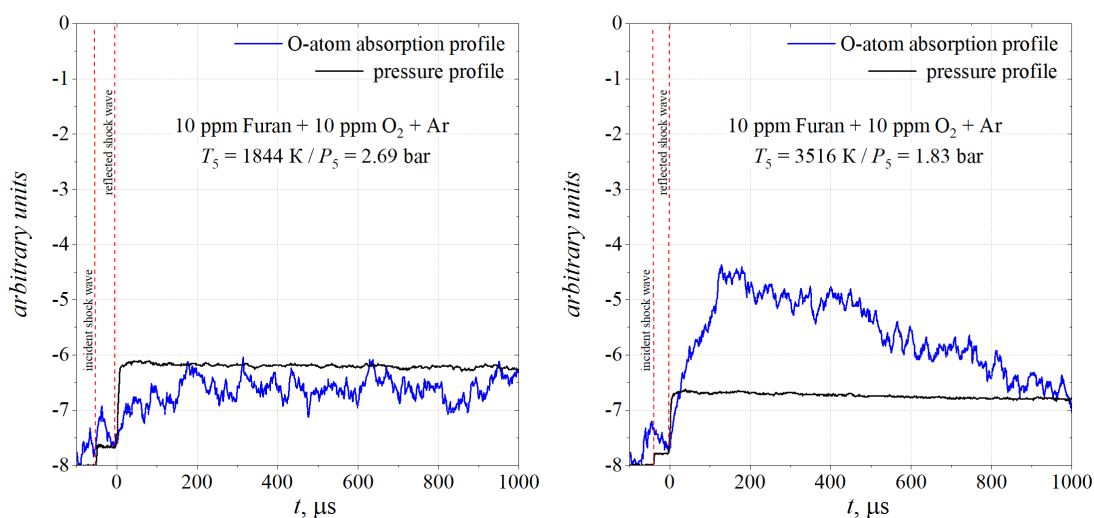 0
-1
-2
-3
-4
-5
-6
-7
-8
arbitrary units
O-atom absorption profile
pressure profile
10 ppm Furan + 10 ppm O₂ + Ar
T₅ = 1844 K / P₅ = 2.69 bar
incident shock wave
reflected shock wave
0 200 400 600 800 1000
t, μs
0
-1
-2
-3
-4
-5
-6
-7
-8
arbitrary units
O-atom absorption profile
pressure profile
10 ppm Furan + 10 ppm O₂ + Ar
T₅ = 3516 K / P₅ = 1.83 bar
incident shock wave
reflected shock wave
0 200 400 600 800 1000
t, μs